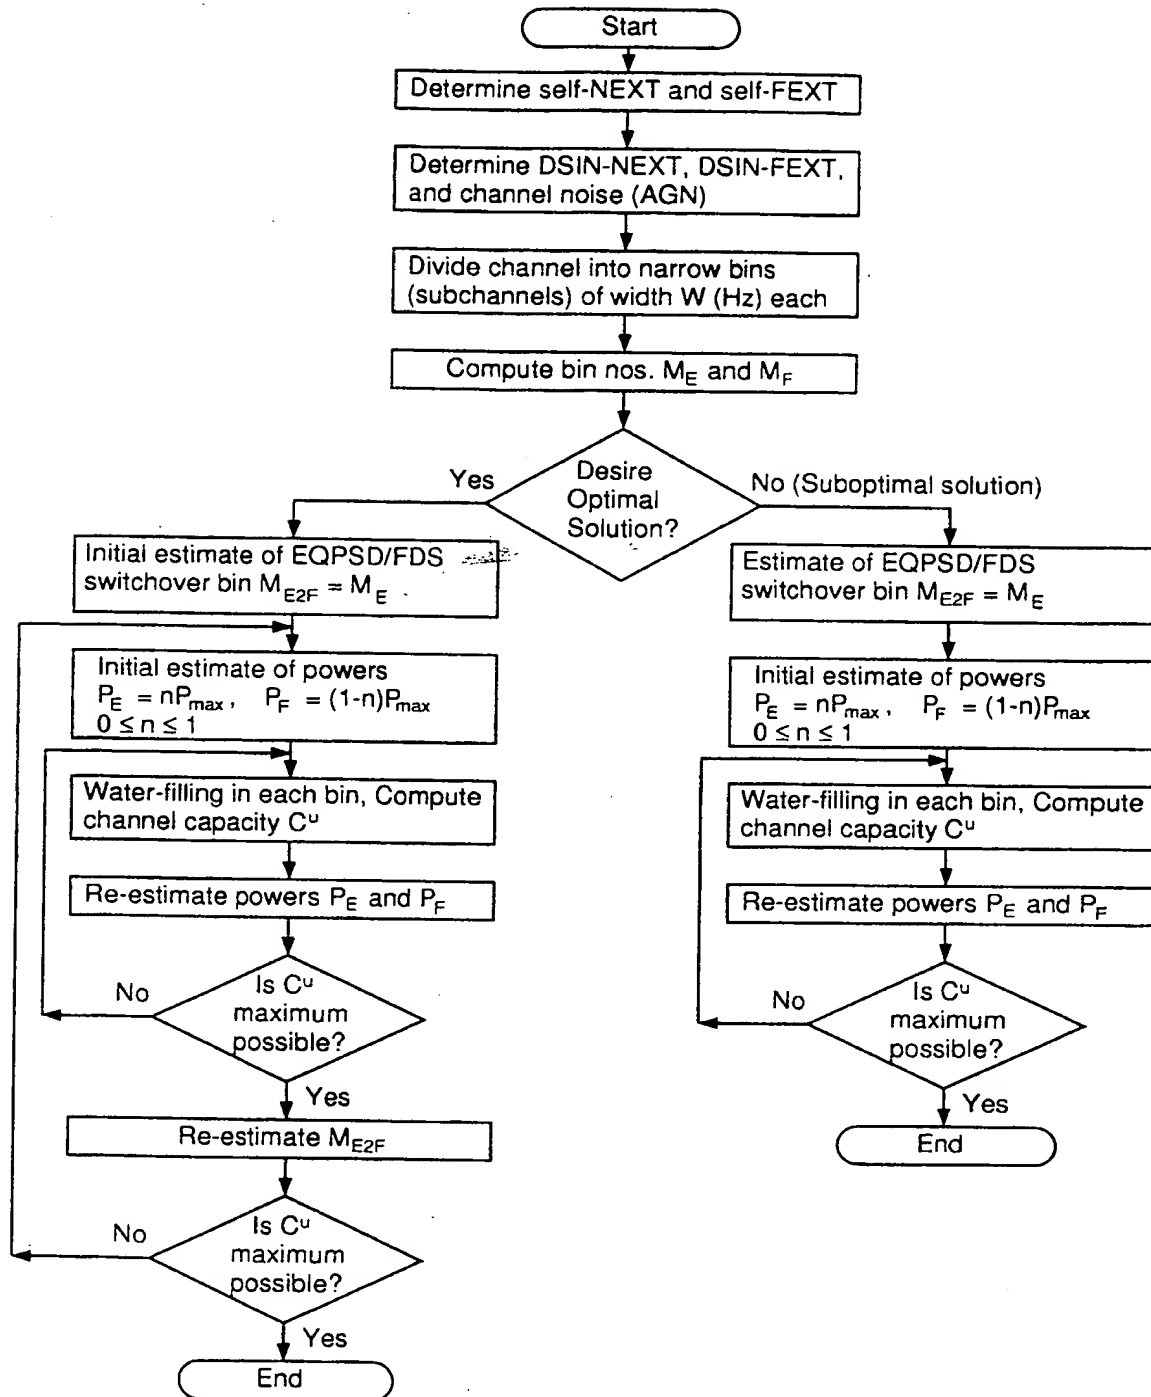 Start
Determine self-NEXT and self-FEXT
Determine DSIN-NEXT, DSIN-FEXT,
and channel noise (AGN)
Divide channel into narrow bins
(subchannels) of width W (Hz) each
Compute bin nos. M_E and M_F
Desire
Optimal
Solution?
Yes
No (Suboptimal solution)
Initial estimate of EQPSD/FDS
switchover bin M_E2F = M_E
Initial estimate of powers
P_E = nP_max, P_F = (1-n)P_max
0 ≤ n ≤ 1
Water-filling in each bin, Compute
channel capacity C^u
Re-estimate powers P_E and P_F
Is C^u
maximum
possible?
No
Yes
Re-estimate M_E2F
Is C^u
maximum
possible?
No
Yes
End
Estimate of EQPSD/FDS
switchover bin M_E2F = M_E
Initial estimate of powers
P_E = nP_max, P_F = (1-n)P_max
0 ≤ n ≤ 1
Water-filling in each bin, Compute
channel capacity C^u
Re-estimate powers P_E and P_F
Is C^u
maximum
possible?
No
Yes
End